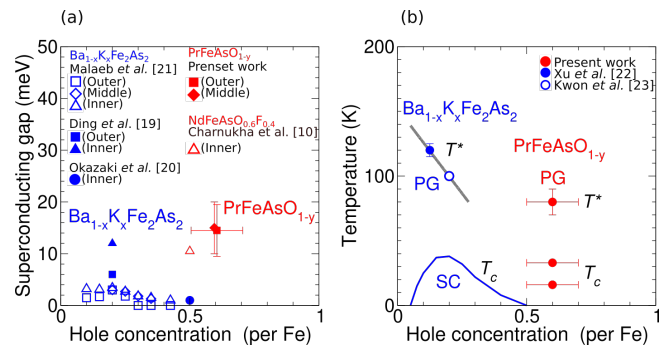 (a)
Superconducting gap (meV)
50
40
30
20
10
0
Ba1-xKxFe2As2
Malaeb et al. [21]
(Outer)
(Middle)
(Inner)
Ding et al. [19]
(Outer)
(Inner)
Okazaki et al. [20]
(Inner)
PrFeAsO1-y
Prenset work
(Outer)
(Middle)
NdFeAsO0.6F0.4
Charnukha et al. [10]
(Inner)
Ba1-xKxFe2As2
PrFeAsO1-y
0 0.5 1
Hole concentration (per Fe)
(b)
Temperature (K)
200
100
0
Present work
Xu et al. [22]
Kwon et al. [23]
Ba1-xKxFe2As2
T*
PG
PrFeAsO1-y
PG
T*
SC
Tc
Tc
0 0.5 1
Hole concentration (per Fe)